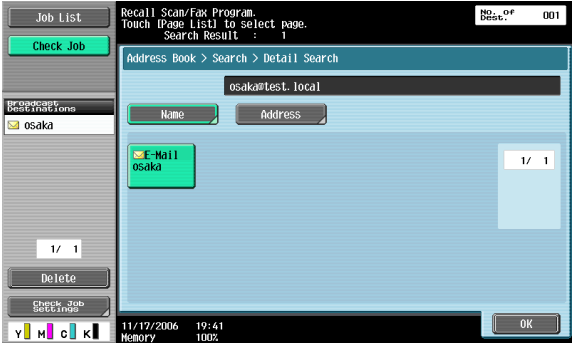 Job List
Check Job
Recall Scan/Fax Program.
Touch [Page List] to select page.
Search Result : 1
No. of Dest. 001
Address Book > Search > Detail Search
osaka@test.local
Name
Address
Broadcast
Destinations
osaka
E-Mail
osaka
1/ 1
1/ 1
Delete
Check Job
Settings
Y M C K
11/17/2006 19:41
Memory 100%
OK